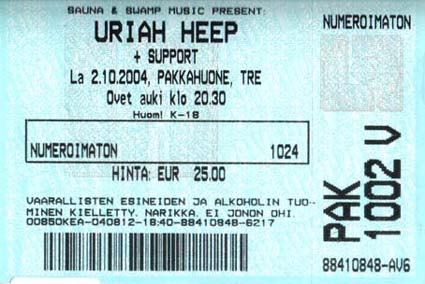 SAUNA & SWAMP MUSIC PRESENT:
URIAH HEEP
+ SUPPORT
La 2.10.2004, PAKKAHUONE, TRE
Ovet auki klo 20.30
Huom! K-18
NUMEROIMATON 1024
HINTA: EUR 25.00
VAARALLISTEN ESINEIDEN JA ALKOHOLIN TUO-
MINEN KIELLETTY. NARIKKA. EI JONON OHI.
00850KEA-040812-18:40-88410848-6217
NUMEROIMATON
PAK
1002 V
88410848-AV6